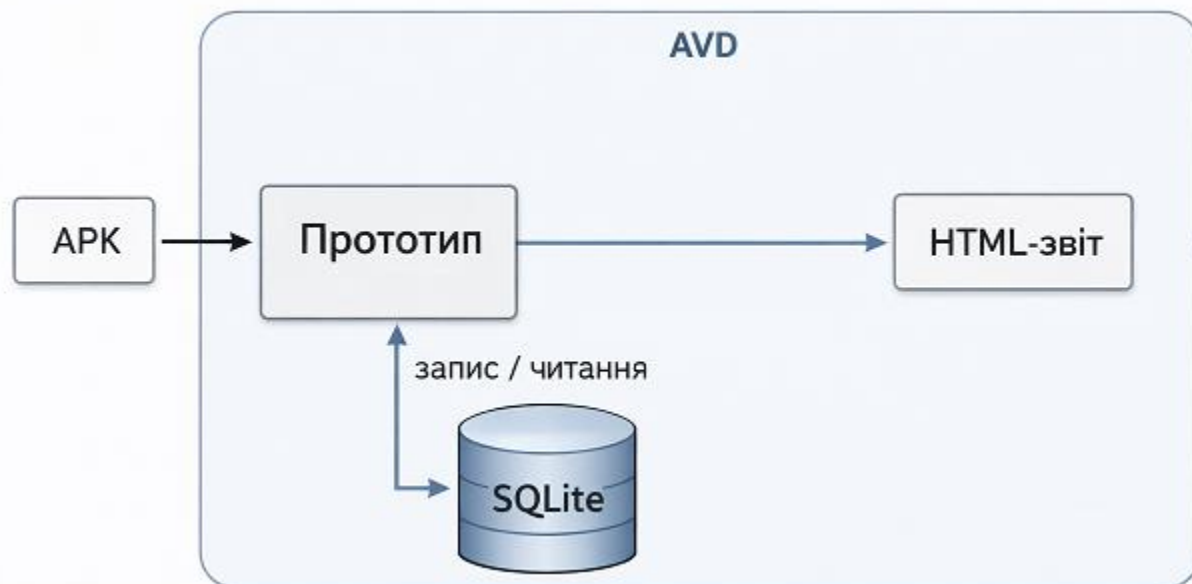 AVD
APK
Прототип
HTML-звіт
запис / читання
SQLite